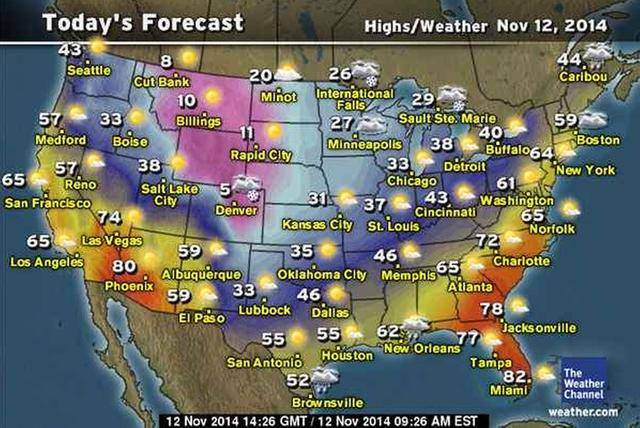 Today's Forecast
Highs/Weather Nov 12, 2014
43
Seattle
8
Cut Bank
20
Minot
26
International
Falls
29
Sault Ste. Marie
44
Caribou
57
Medford
33
Boise
10
Billings
11
Rapid City
27
Minneapolis
33
Chicago
38
Detroit
40
Buffalo
59
Boston
64
New York
65
San Francisco
57
Reno
38
Salt Lake
City
5
Denver
31
Kansas City
37
St. Louis
43
Cincinnati
61
Washington
65
Norfolk
65
Los Angeles
74
Las Vegas
80
Phoenix
59
Albuquerque
59
El Paso
33
Lubbock
35
Oklahoma City
46
Dallas
46
Memphis
65
Atlanta
72
Charlotte
78
Jacksonville
55
San Antonio
55
Houston
62
New Orleans
77
Tampa
52
Brownsville
82
Miami
The
Weather
Channel
weather.com
12 Nov 2014 14:26 GMT / 12 Nov 2014 09:26 AM EST